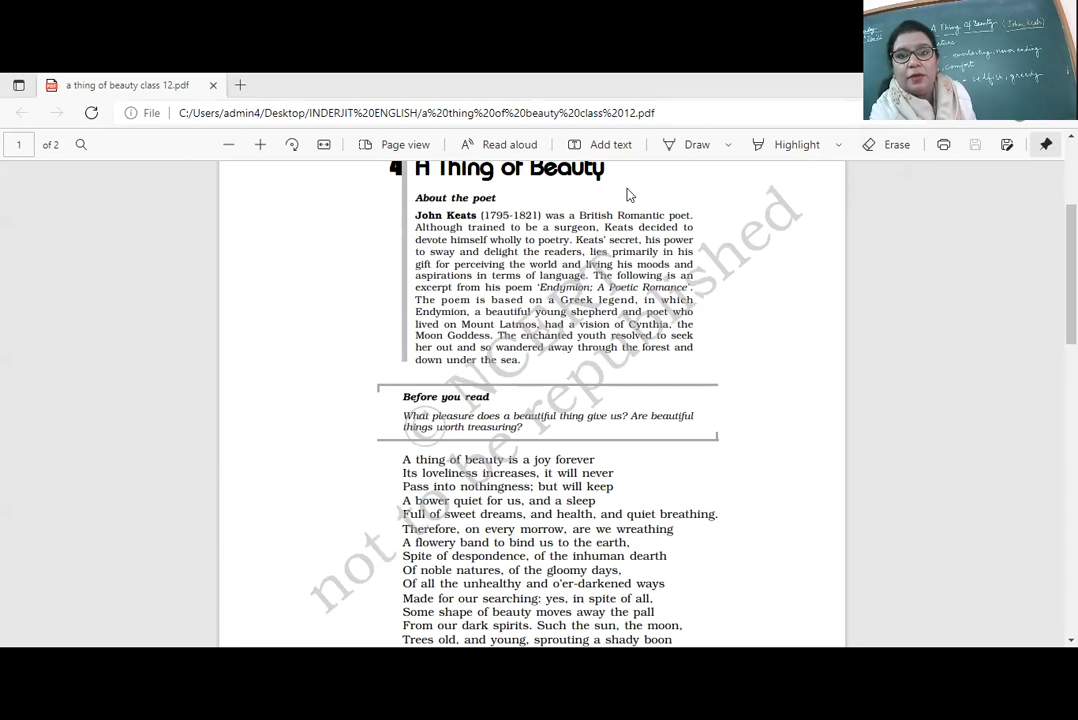 A Thing Of Beauty (John Keats)
everlasting, never ending
comfort
selfish, greedy
a thing of beauty class 12.pdf
File
C:/Users/admin4/Desktop/INDERJIT%20ENGLISH/a%20thing%20of%20beauty%20class%2012.pdf
1 of 2
Page view
Read aloud
Add text
Draw
Highlight
Erase
4 A Thing of Beauty
About the poet
John Keats (1795-1821) was a British Romantic poet.
Although trained to be a surgeon, Keats decided to
devote himself wholly to poetry. Keats' secret, his power
to sway and delight the readers, lies primarily in his
gift for perceiving the world and living his moods and
aspirations in terms of language. The following is an
excerpt from his poem 'Endymion; A Poetic Romance'.
The poem is based on a Greek legend, in which
Endymion, a beautiful young shepherd and poet who
lived on Mount Latmos, had a vision of Cynthia, the
Moon Goddess. The enchanted youth resolved to seek
her out and so wandered away through the forest and
down under the sea.
Before you read
What pleasure does a beautiful thing give us? Are beautiful
things worth treasuring?
A thing of beauty is a joy forever
Its loveliness increases, it will never
Pass into nothingness; but will keep
A bower quiet for us, and a sleep
Full of sweet dreams, and health, and quiet breathing.
Therefore, on every morrow, are we wreathing
A flowery band to bind us to the earth,
Spite of despondence, of the inhuman dearth
Of noble natures, of the gloomy days,
Of all the unhealthy and o'er-darkened ways
Made for our searching: yes, in spite of all,
Some shape of beauty moves away the pall
From our dark spirits. Such the sun, the moon,
Trees old, and young, sprouting a shady boon
© NCERT
not to be republished